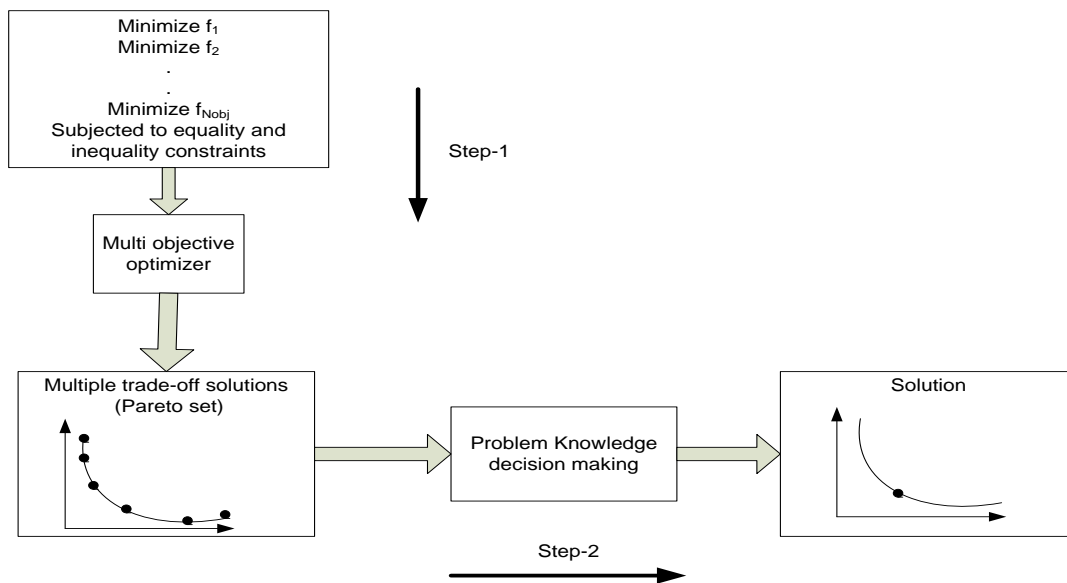 Minimize f₁
Minimize f₂
.
.
Minimize fNobj
Subjected to equality and
inequality constraints
Step-1
Multi objective
optimizer
Multiple trade-off solutions
(Pareto set)
Problem Knowledge
decision making
Solution
Step-2